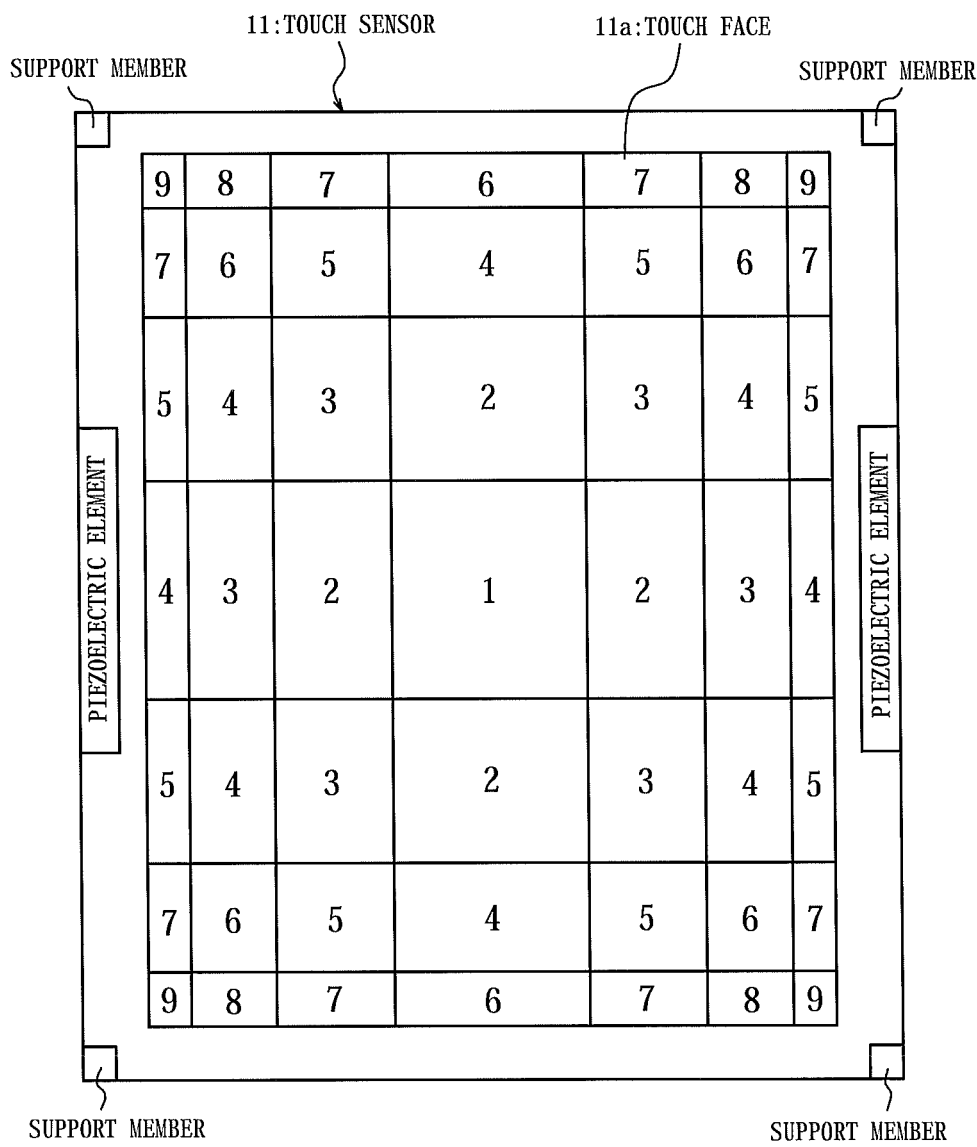 11:TOUCH SENSOR 11a:TOUCH FACE
SUPPORT MEMBER SUPPORT MEMBER
9 8 7 6 7 8 9
7 6 5 4 5 6 7
5 4 3 2 3 4 5
PIEZOELECTRIC ELEMENT
4 3 2 1 2 3 4
PIEZOELECTRIC ELEMENT
5 4 3 2 3 4 5
7 6 5 4 5 6 7
9 8 7 6 7 8 9
SUPPORT MEMBER SUPPORT MEMBER